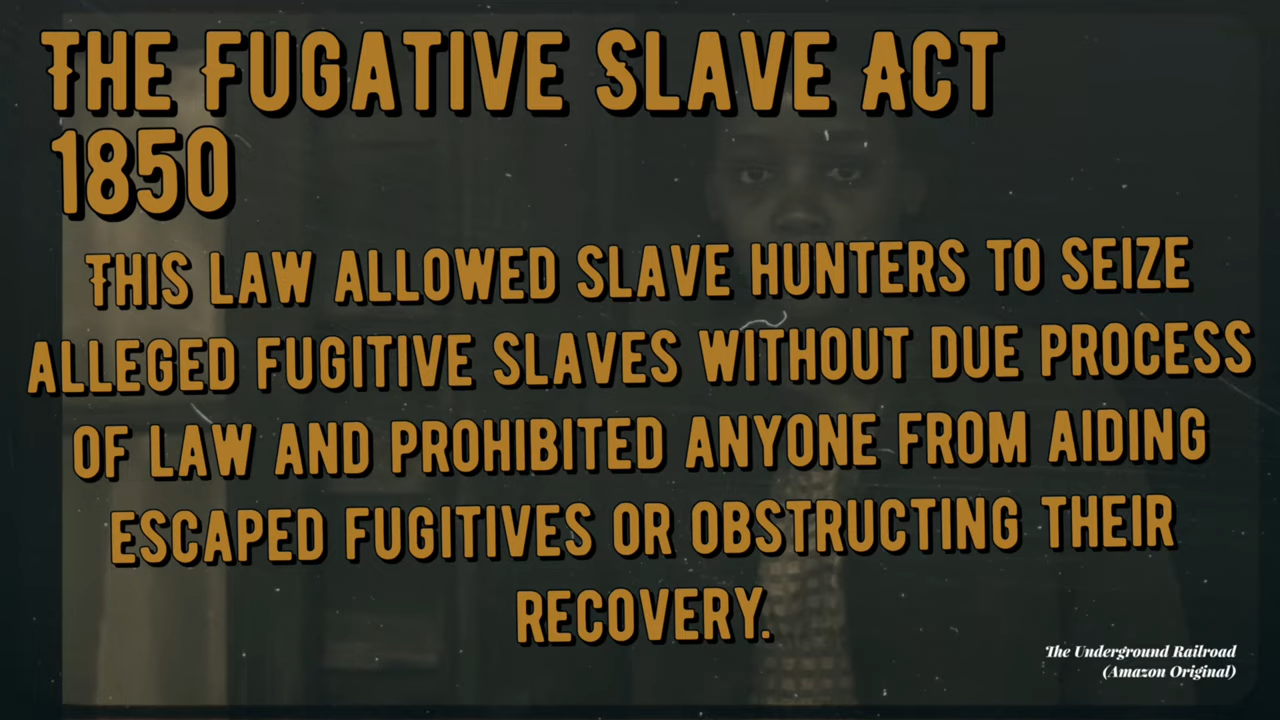 The Fugative Slave Act
1850
This law allowed slave hunters to seize
alleged fugitive slaves without due process
of law and prohibited anyone from aiding
escaped fugitives or obstructing their
recovery.
The Underground Railroad
(Amazon Original)